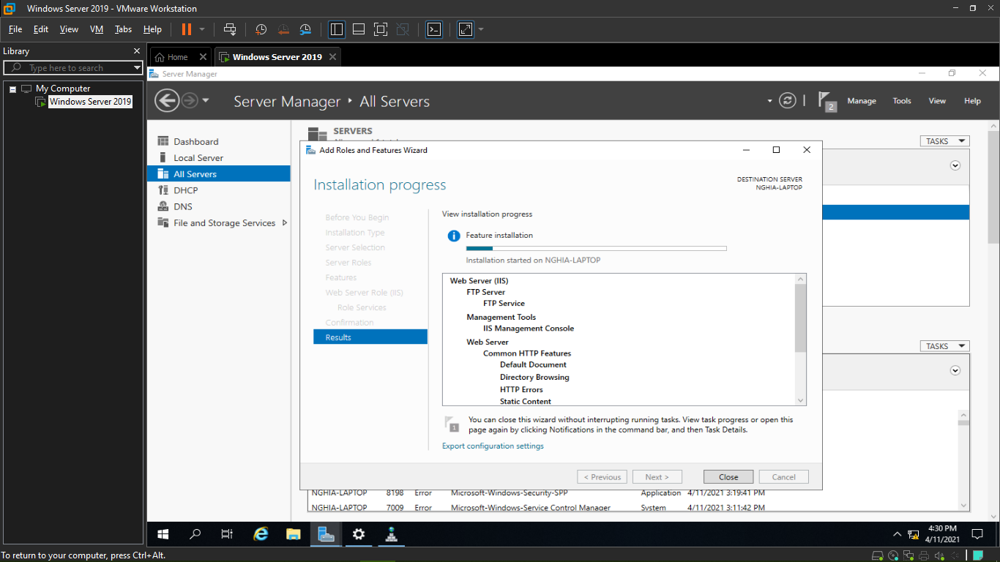 Windows Server 2019 - VMware Workstation
File Edit View VM Tabs Help
Library
Type here to search
My Computer
Windows Server 2019
Home
Windows Server 2019
Server Manager
Server Manager • All Servers
2
Manage Tools View Help
Dashboard
Local Server
All Servers
DHCP
DNS
File and Storage Services
SERVERS
TASKS
Add Roles and Features Wizard
Installation progress
DESTINATION SERVER
NGHIA-LAPTOP
Before You Begin
Installation Type
Server Selection
Server Roles
Features
Web Server Role (IIS)
Role Services
Confirmation
Results
View installation progress
Feature installation
Installation started on NGHIA-LAPTOP
Web Server (IIS)
FTP Server
FTP Service
Management Tools
IIS Management Console
Web Server
Common HTTP Features
Default Document
Directory Browsing
HTTP Errors
Static Content
1
You can close this wizard without interrupting running tasks. View task progress or open this
page again by clicking Notifications in the command bar, and then Task Details.
Export configuration settings
< Previous Next > Close Cancel
TASKS
NGHIA-LAPTOP 8198 Error Microsoft-Windows-Security-SPP Application 4/11/2021 3:19:41 PM
NGHIA-LAPTOP 7009 Error Microsoft-Windows-Service Control Manager System 4/11/2021 3:11:42 PM
4:30 PM
4/11/2021
To return to your computer, press Ctrl+Alt.